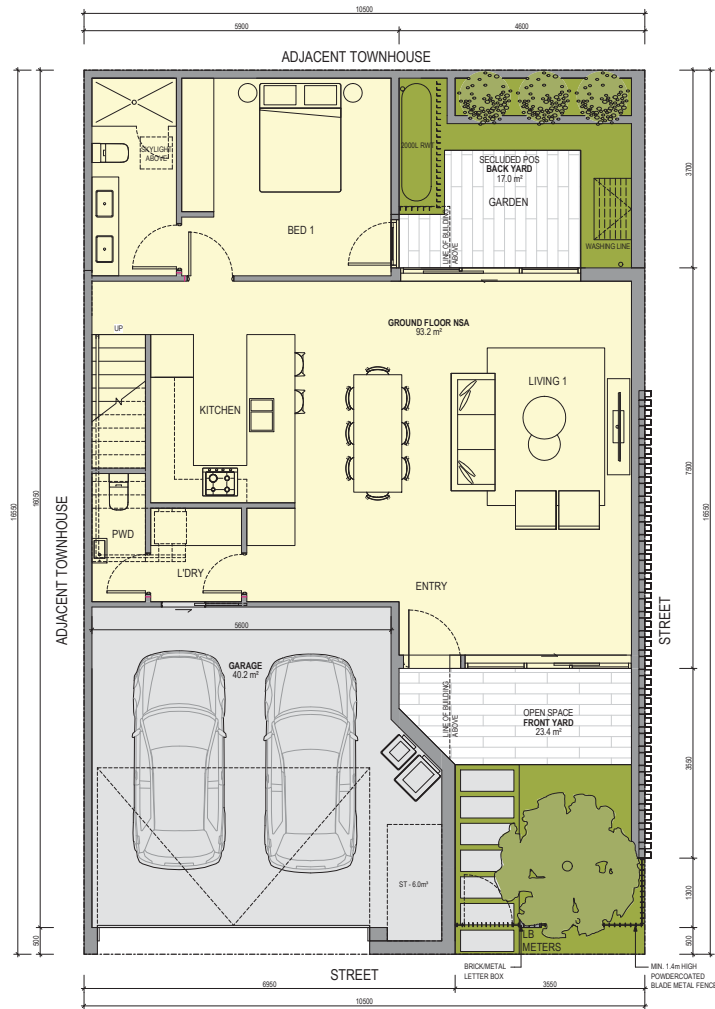 10500
5900
4600
ADJACENT TOWNHOUSE
SKYLIGHT
ABOVE
BED 1
2000L RWT
SECLUDED POS
BACK YARD
17.0 m²
GARDEN
LINE OF BUILDING
ABOVE
WASHING LINE
3700
GROUND FLOOR NSA
93.2 m²
UP
KITCHEN
LIVING 1
7500
16550
16050
16550
ADJACENT TOWNHOUSE
PWD
L'DRY
ENTRY
STREET
5600
GARAGE
40.2 m²
LINE OF BUILDING
ABOVE
OPEN SPACE
FRONT YARD
23.4 m²
3550
ST - 6.0m²
1300
LB
METERS
500
500
STREET
BRICK/METAL
LETTER BOX
MIN. 1.4m HIGH
POWDERCOATED
BLADE METAL FENCE
6950
3550
10500